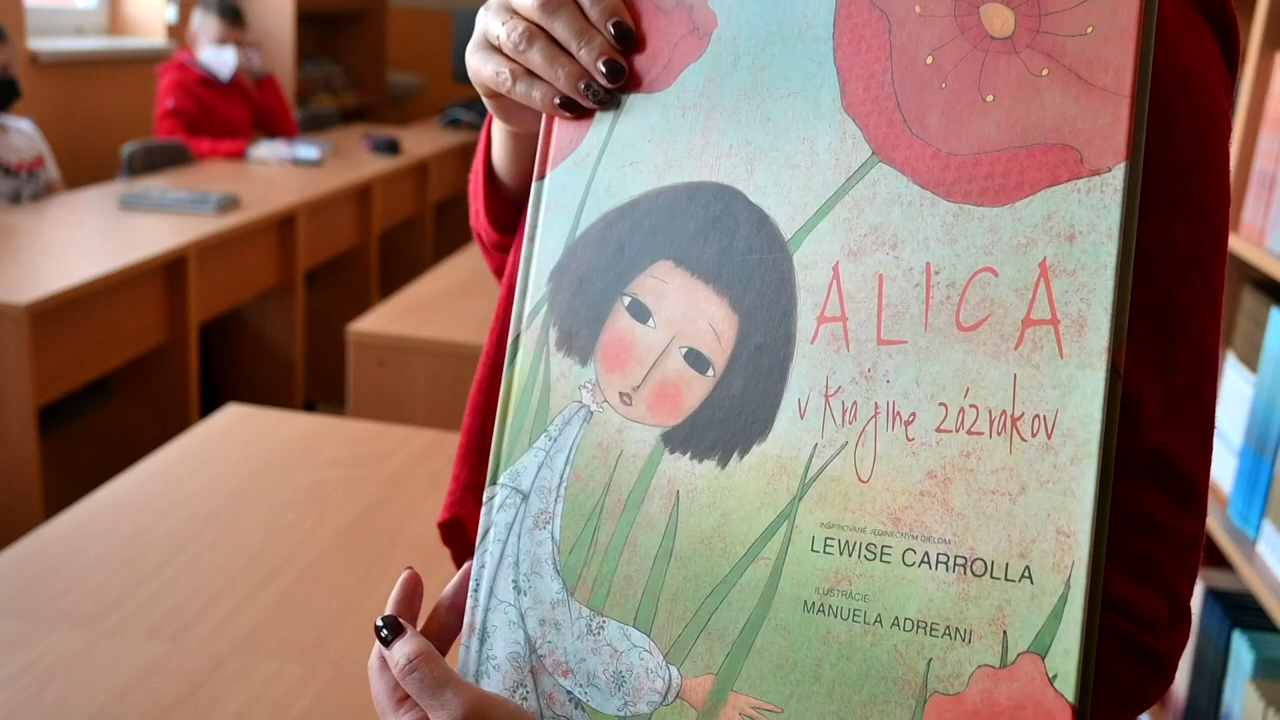 ALICA
v Krajine zázrakov
INŠPIROVANÉ JEDINEČNÝM DIELOM
LEWISE CARROLLA
ILUSTRÁCIE
MANUELA ADREANI